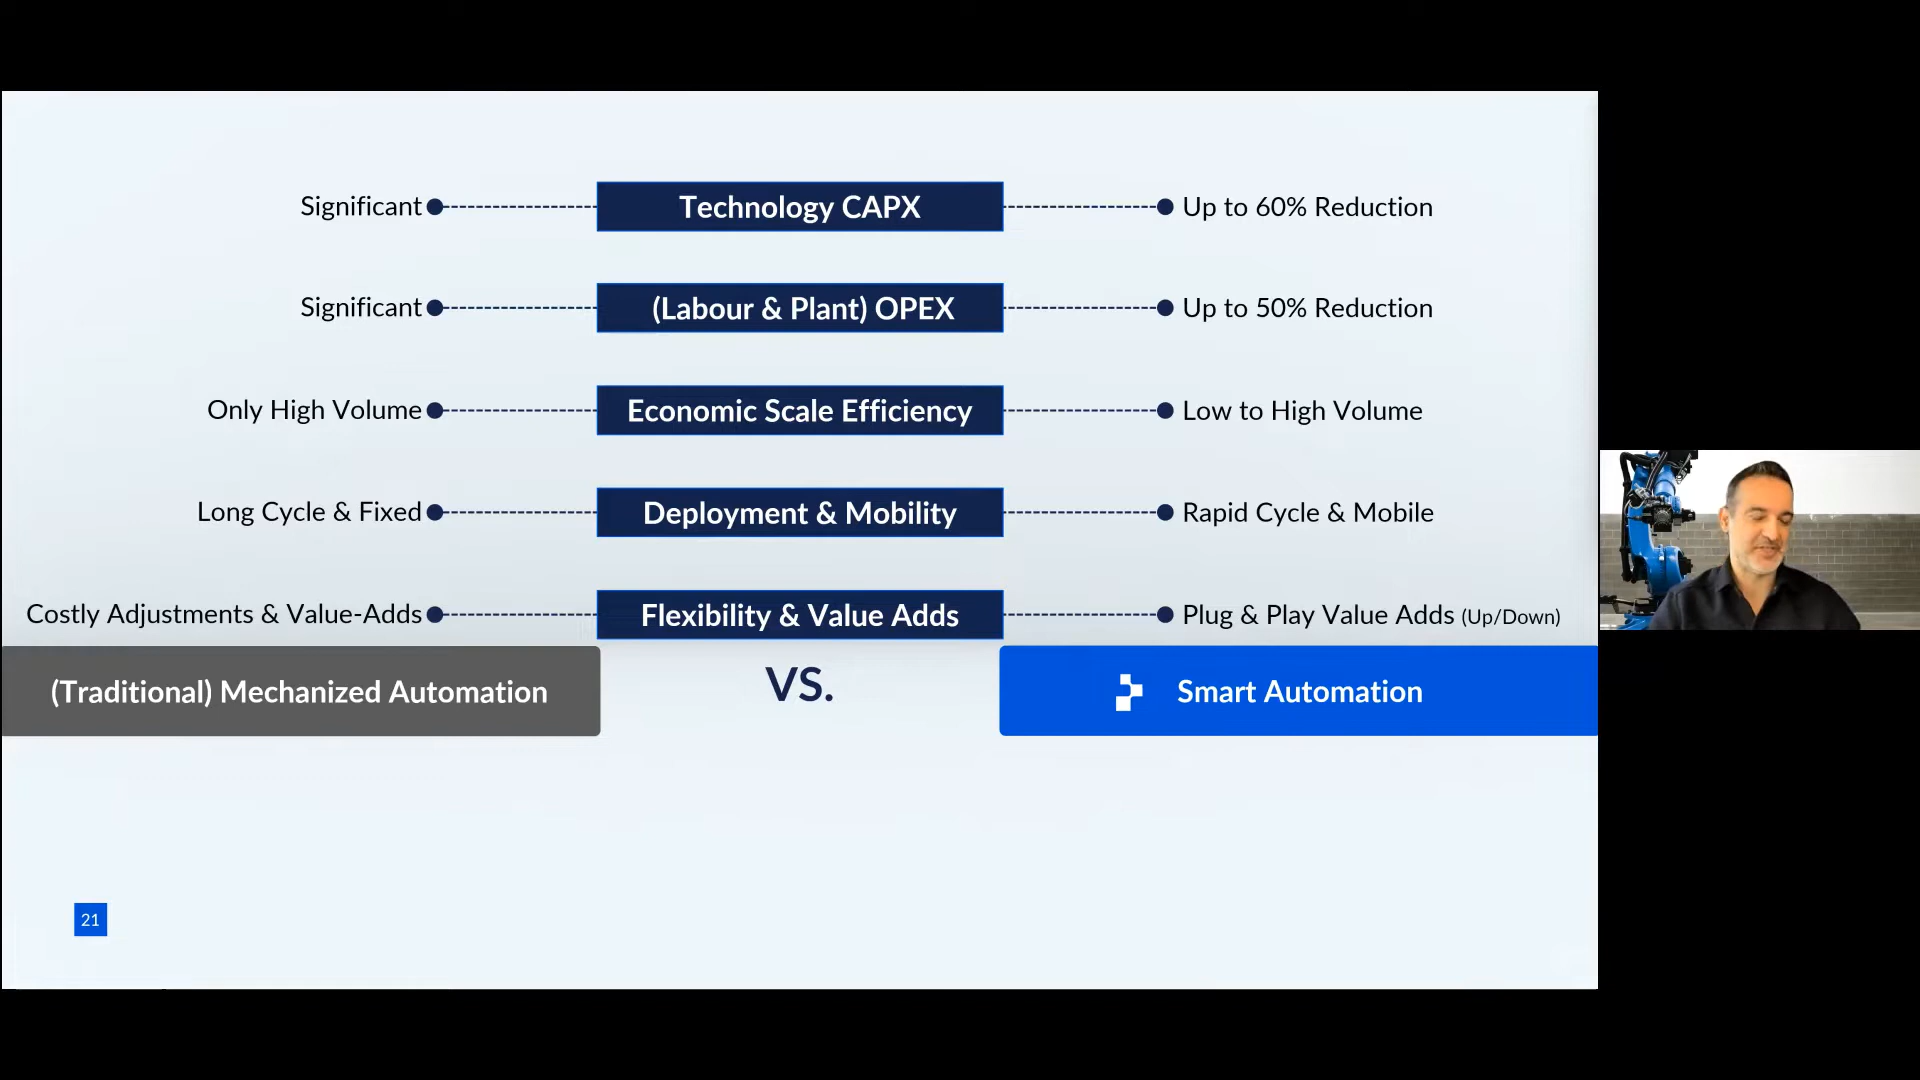 Significant Technology CAPX Up to 60% Reduction
Significant (Labour & Plant) OPEX Up to 50% Reduction
Only High Volume Economic Scale Efficiency Low to High Volume
Long Cycle & Fixed Deployment & Mobility Rapid Cycle & Mobile
Costly Adjustments & Value-Adds Flexibility & Value Adds Plug & Play Value Adds (Up/Down)
(Traditional) Mechanized Automation VS. Smart Automation
21